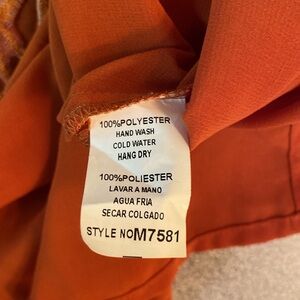 100%POLYESTER
HAND WASH
COLD WATER
HANG DRY
100%POLIESTER
LAVAR A MANO
AGUA FRIA
SECAR COLGADO
STYLE NOM7581